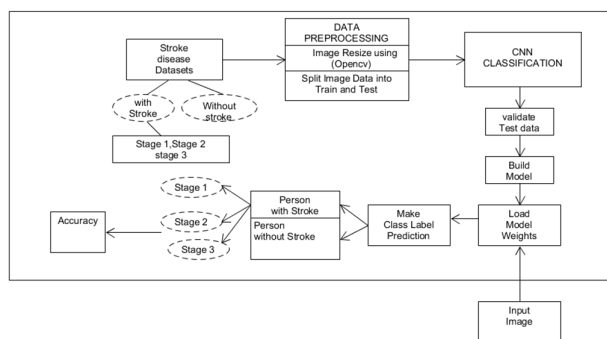 Stroke
disease
Datasets
with
Stroke
Without
stroke
Stage 1,Stage 2
stage 3
DATA
PREPROCESSING
Image Resize using
(Opencv)
Split Image Data into
Train and Test
CNN
CLASSIFICATION
validate
Test data
Build
Model
Load
Model
Weights
Input
Image
Make
Class Label
Prediction
Person
with Stroke
Person
without Stroke
Stage 1
Stage 2
Stage 3
Accuracy